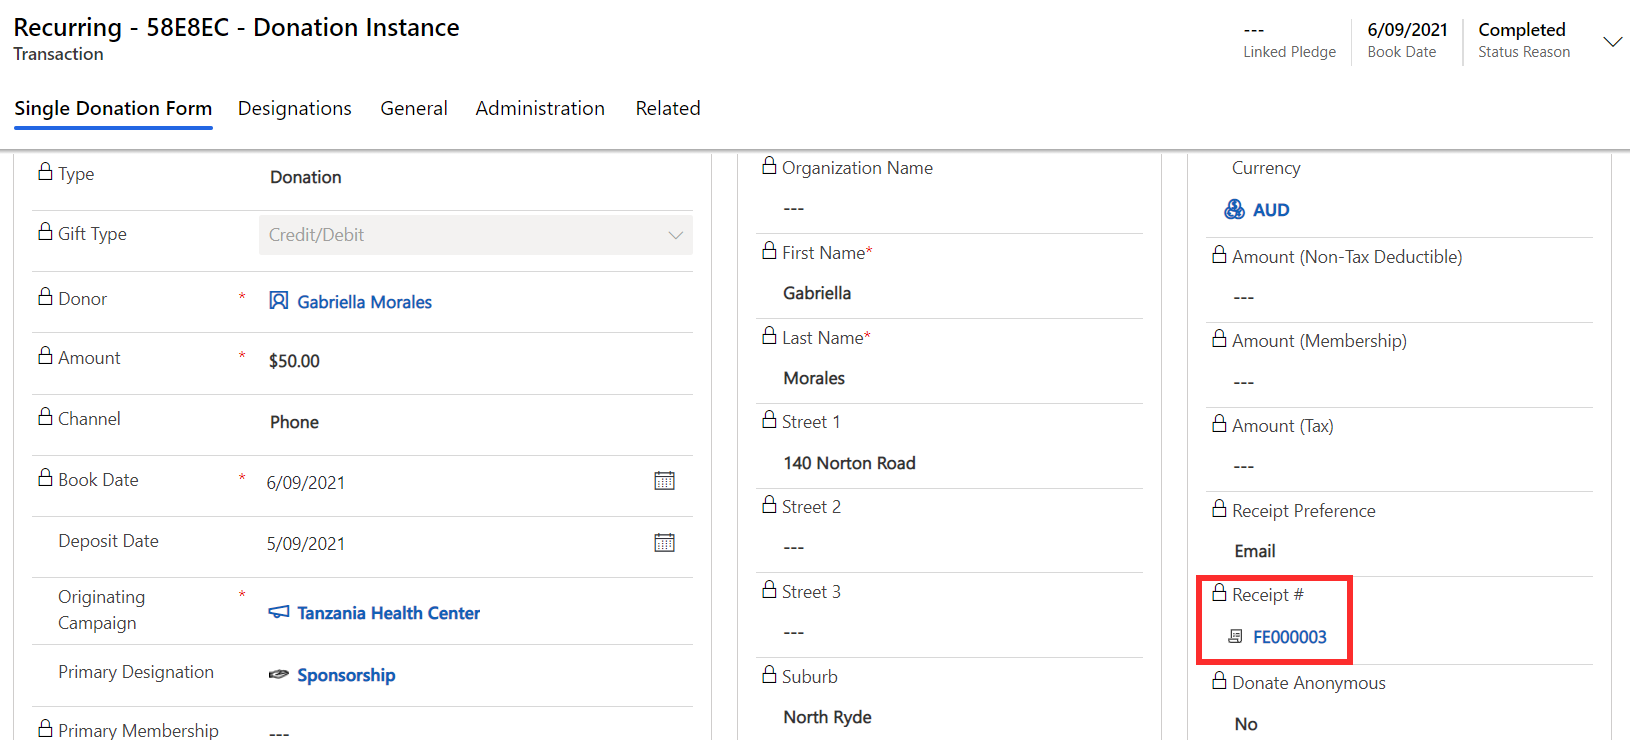 Recurring - 58E8EC - Donation Instance
Transaction
---
Linked Pledge
6/09/2021
Book Date
Completed
Status Reason
Single Donation Form
Designations
General
Administration
Related
Type
Donation
Gift Type
Credit/Debit
Donor
*
Gabriella Morales
Amount
*
$50.00
Channel
Phone
Book Date
*
6/09/2021
Deposit Date
5/09/2021
Originating
Campaign
*
Tanzania Health Center
Primary Designation
Sponsorship
Primary Membership
---
Organization Name
---
First Name*
Gabriella
Last Name*
Morales
Street 1
140 Norton Road
Street 2
---
Street 3
---
Suburb
North Ryde
Currency
AUD
Amount (Non-Tax Deductible)
---
Amount (Membership)
---
Amount (Tax)
---
Receipt Preference
Email
Receipt #
FE000003
Donate Anonymous
No